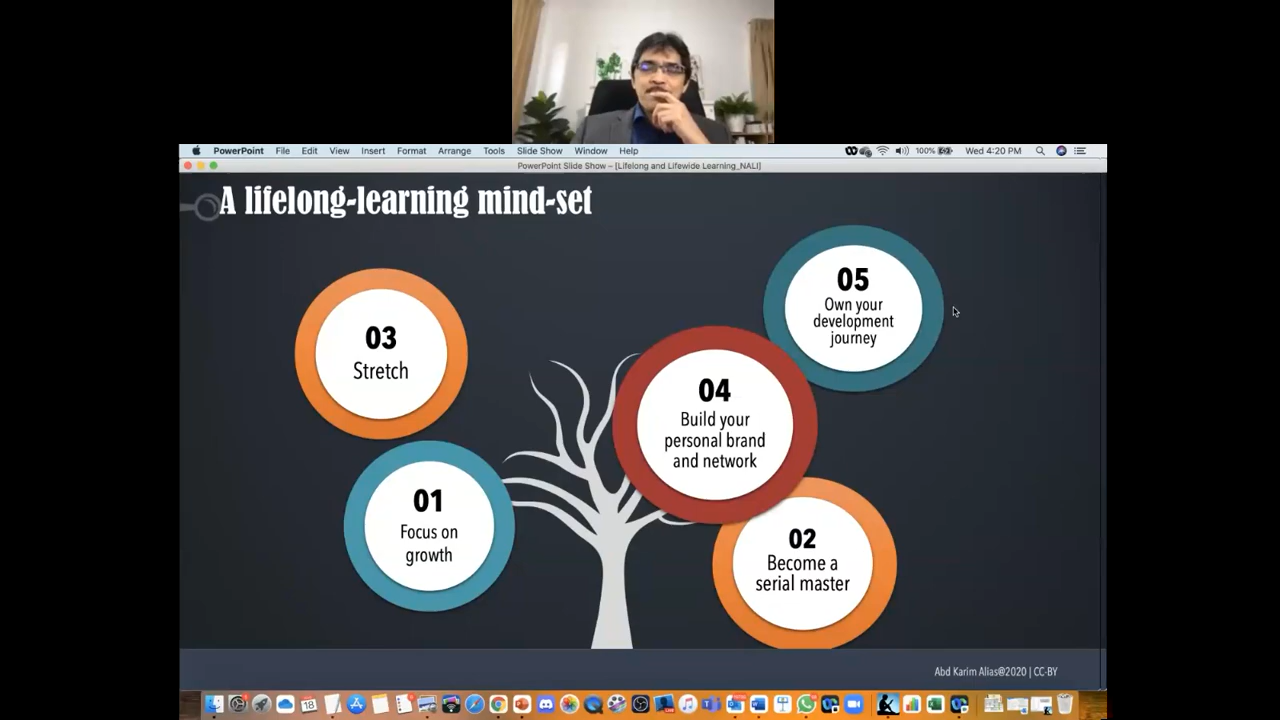 PowerPoint File Edit View Insert Format Arrange Tools Slide Show Window Help 100% Wed 4:20 PM
PowerPoint Slide Show – [Lifelong and Lifewide Learning_NALI]
A lifelong-learning mind-set
03
Stretch
01
Focus on
growth
05
Own your
development
journey
04
Build your
personal brand
and network
02
Become a
serial master
Abd Karim Alias@2020 | CC-BY
18